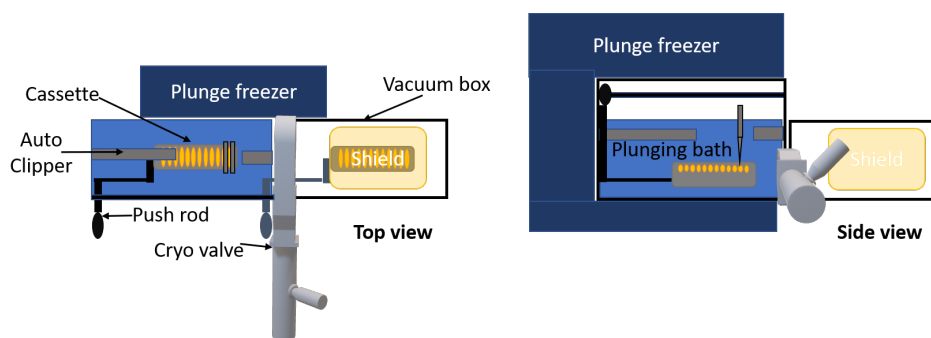 Plunge freezer
Cassette
Vacuum box
Auto
Clipper
Shield
Push rod
Cryo valve
Top view
Plunge freezer
Plunging bath
Shield
Side view